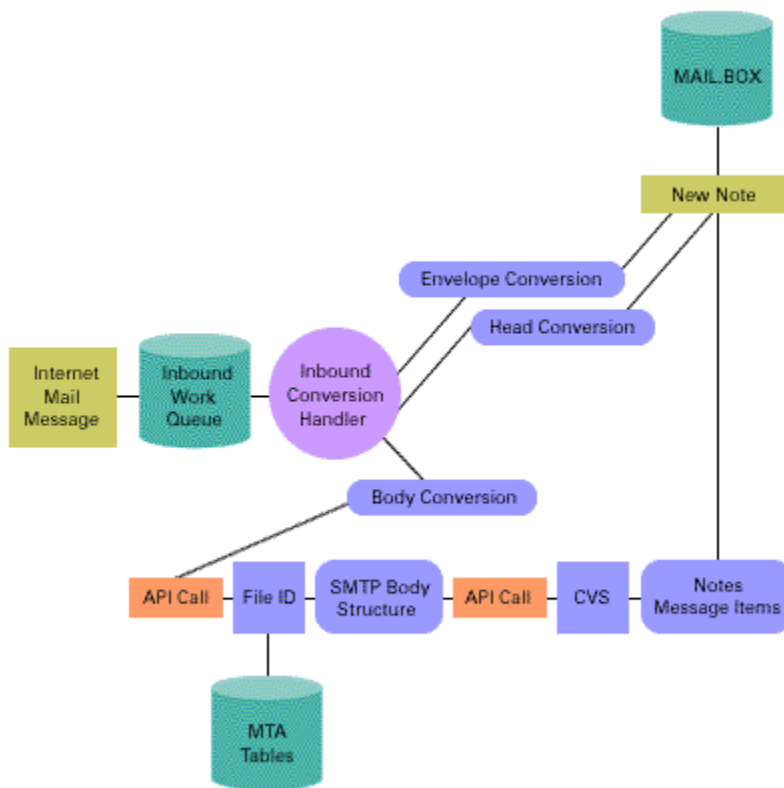 MAIL.BOX
New Note
Envelope Conversion
Head Conversion
Internet
Mail
Message
Inbound
Work
Queue
Inbound
Conversion
Handler
Body Conversion
API Call
File ID
SMTP Body
Structure
API Call
CVS
Notes
Message Items
MTA
Tables